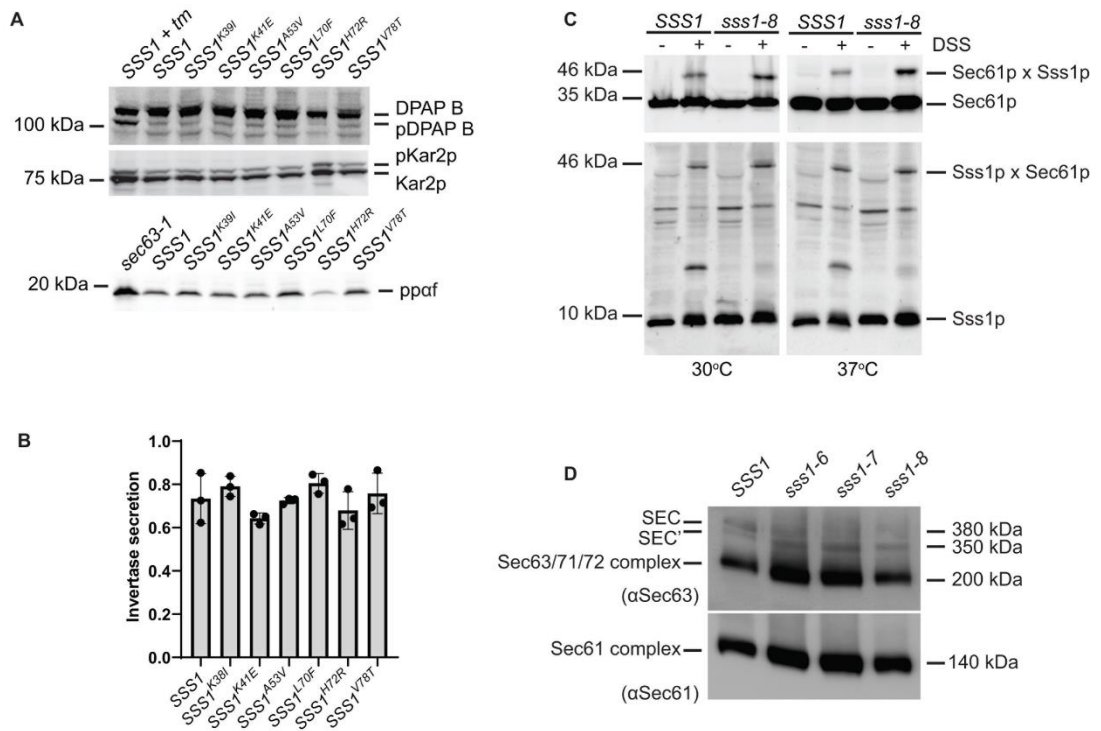 A
SSS1 + tm
SSS1
SSS1K39I
SSS1K41E
SSS1A53V
SSS1L70F
SSS1H72R
SSS1V78T
DPAP B
100 kDa
pDPAP B
pKar2p
75 kDa
Kar2p
sec63-1
SSS1
SSS1K39I
SSS1K41E
SSS1A53V
SSS1L70F
SSS1H72R
SSS1V78T
20 kDa
ppαf
B
Invertase secretion
1.0
0.8
0.6
0.4
0.2
0.0
SSS1
SSS1K38I
SSS1K41E
SSS1A53V
SSS1L70F
SSS1H72R
SSS1V78T
C
SSS1 sss1-8 SSS1 sss1-8
- + - + - + - + DSS
46 kDa
Sec61p x Sss1p
35 kDa
Sec61p
46 kDa
Sss1p x Sec61p
10 kDa
Sss1p
30°C 37°C
D
SSS1 sss1-6 sss1-7 sss1-8
SEC
380 kDa
SEC'
350 kDa
Sec63/71/72 complex
200 kDa
(αSec63)
Sec61 complex
140 kDa
(αSec61)